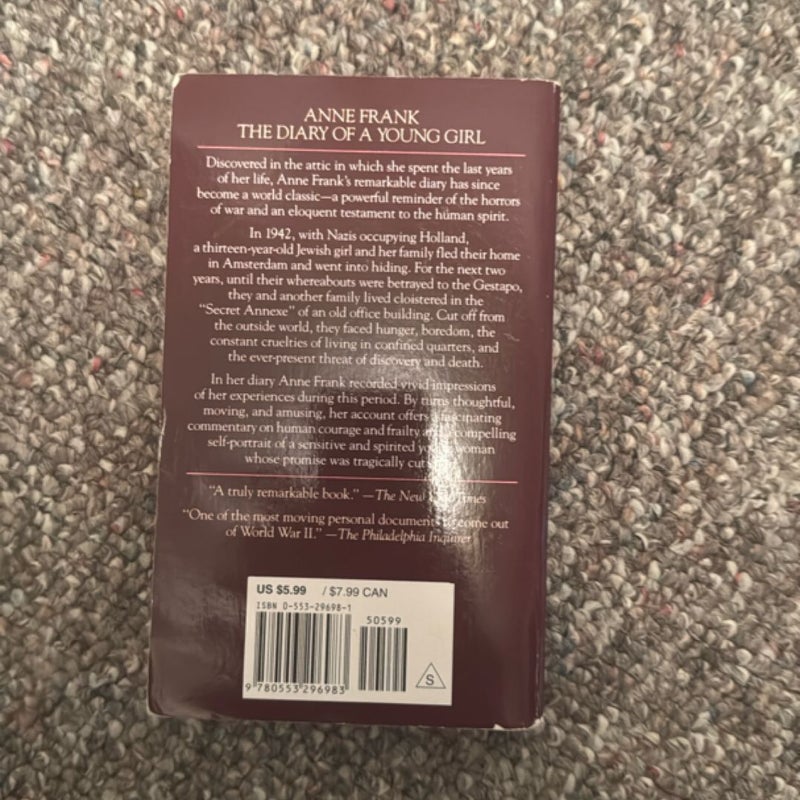 ANNE FRANK
THE DIARY OF A YOUNG GIRL
Discovered in the attic in which she spent the last years
of her life, Anne Frank's remarkable diary has since
become a world classic—a powerful reminder of the horrors
of war and an eloquent testament to the human spirit.
In 1942, with Nazis occupying Holland,
a thirteen-year-old Jewish girl and her family fled their home
in Amsterdam and went into hiding. For the next two
years, until their whereabouts were betrayed to the Gestapo,
they and another family lived cloistered in the
"Secret Annexe" of an old office building. Cut off from
the outside world, they faced hunger, boredom, the
constant cruelties of living in confined quarters, and
the ever-present threat of discovery and death.
In her diary Anne Frank recorded vivid impressions
of her experiences during this period. By turns thoughtful,
moving, and amusing, her account offers a fascinating
commentary on human courage and frailty and a compelling
self-portrait of a sensitive and spirited young woman
whose promise was tragically cut
"A truly remarkable book." —The New York Times
"One of the most moving personal documents to come out
of World War II." —The Philadelphia Inquirer
US $5.99 / $7.99 CAN
ISBN 0-553-29698-1
50599
9 780553 296983
S